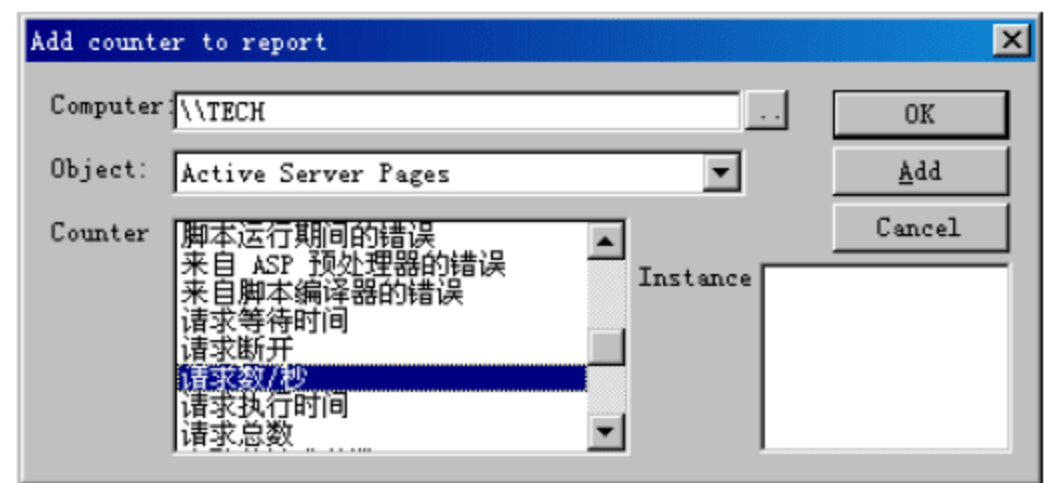 Add counter to report
Computer: \\TECH ..
OK
Object: Active Server Pages
Add
Counter
Cancel
脚本运行期间的错误
来自 ASP 预处理器的错误
来自脚本编译器的错误
请求等待时间
请求断开
请求数/秒
请求执行时间
请求总数
Instance